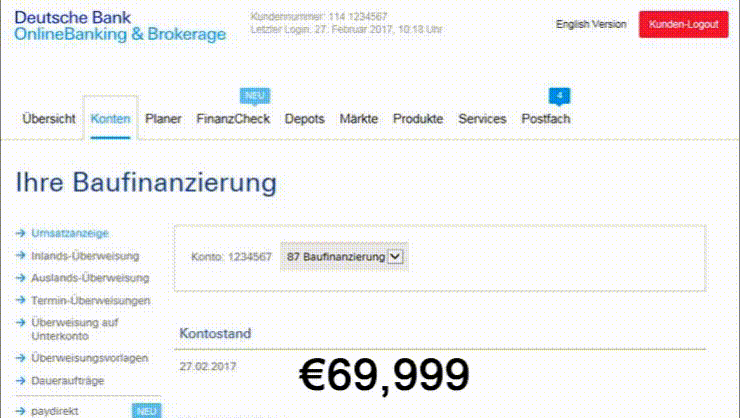 Deutsche Bank
OnlineBanking & Brokerage
Kundennummer: 114 1234567
Letzter Login: 27. Februar 2017, 10:18 Uhr
English Version
Kunden-Logout
NEU
4
Übersicht Konten Planer FinanzCheck Depots Märkte Produkte Services Postfach
Ihre Baufinanzierung
Umsatzanzeige
Inlands-Überweisung
Auslands-Überweisung
Termin-Überweisungen
Überweisung auf
Unterkonto
Überweisungsvorlagen
Daueraufträge
paydirekt NEU
Konto: 1234567 87 Baufinanzierung
Kontostand
27.02.2017
€69,999